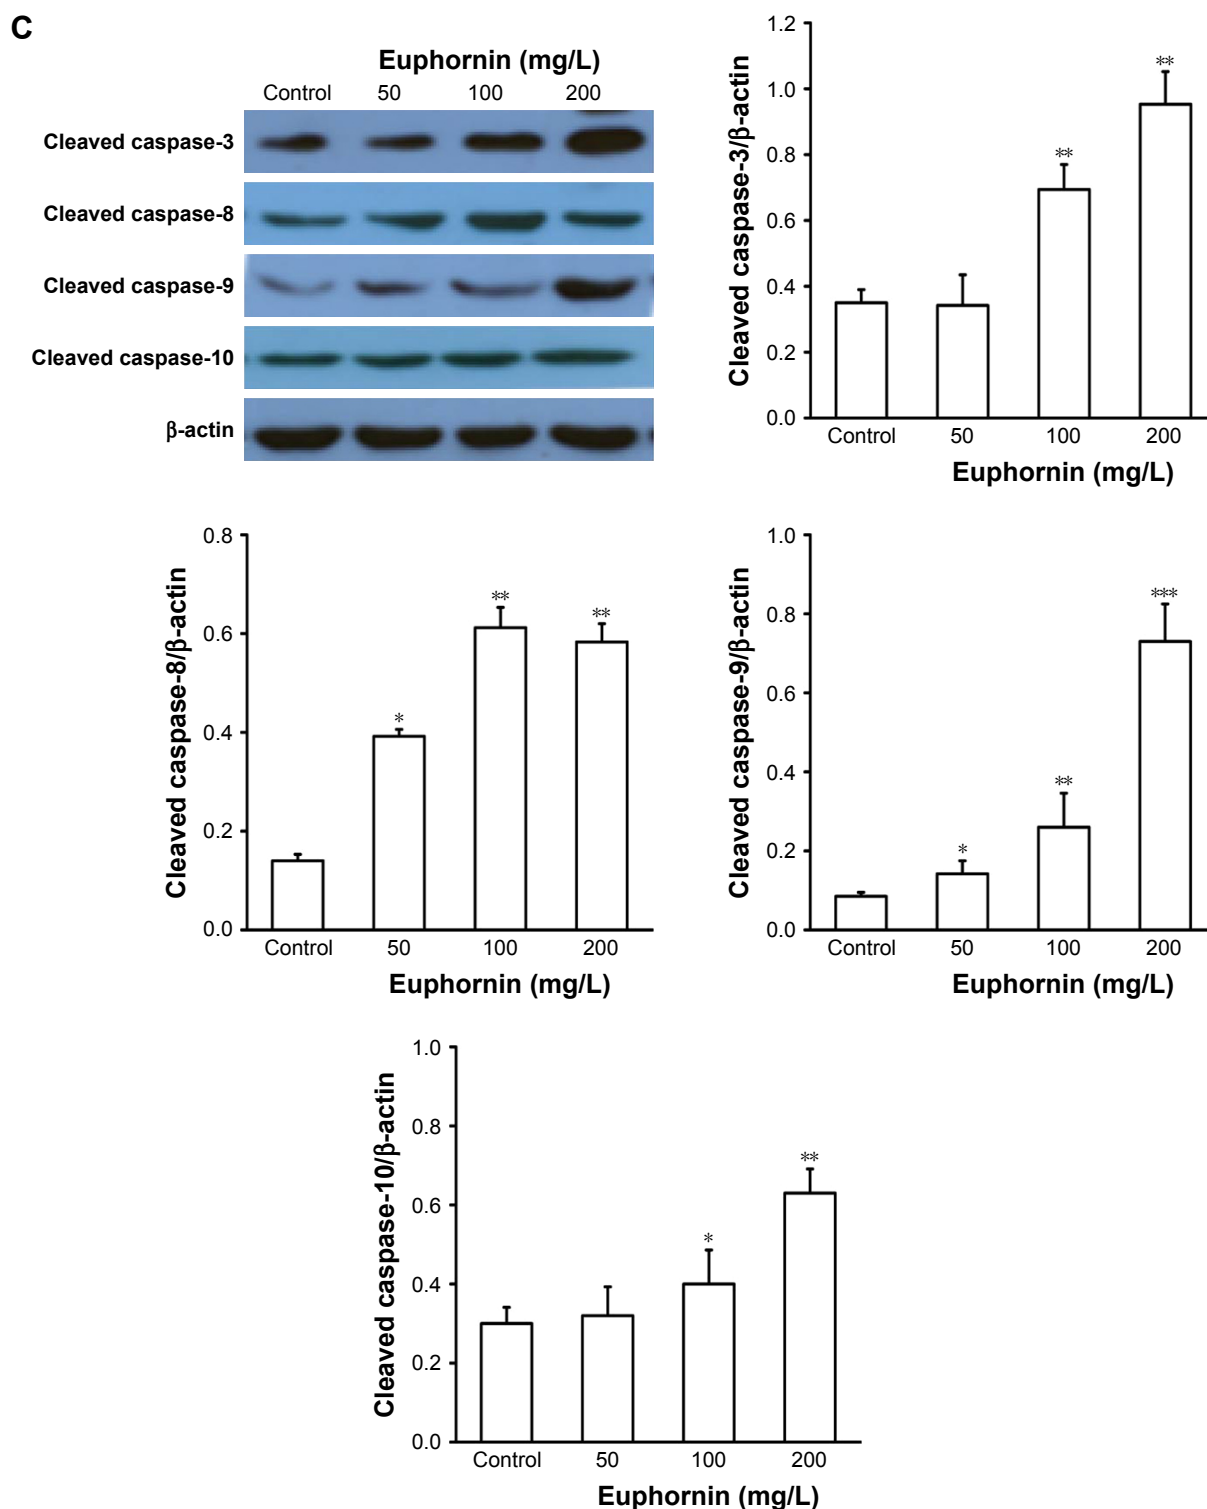 C
Euphornin (mg/L)
Control 50 100 200
Cleaved caspase-3
Cleaved caspase-8
Cleaved caspase-9
Cleaved caspase-10
β-actin
Cleaved caspase-3/β-actin
1.2
1.0
0.8
0.6
0.4
0.2
0.0
**
**
Control 50 100 200
Euphornin (mg/L)
Cleaved caspase-8/β-actin
0.8
0.6
0.4
0.2
0.0
*
**
**
Control 50 100 200
Euphornin (mg/L)
Cleaved caspase-9/β-actin
1.0
0.8
0.6
0.4
0.2
0.0
*
**
***
Control 50 100 200
Euphornin (mg/L)
Cleaved caspase-10/β-actin
1.0
0.8
0.6
0.4
0.2
0.0
*
**
Control 50 100 200
Euphornin (mg/L)